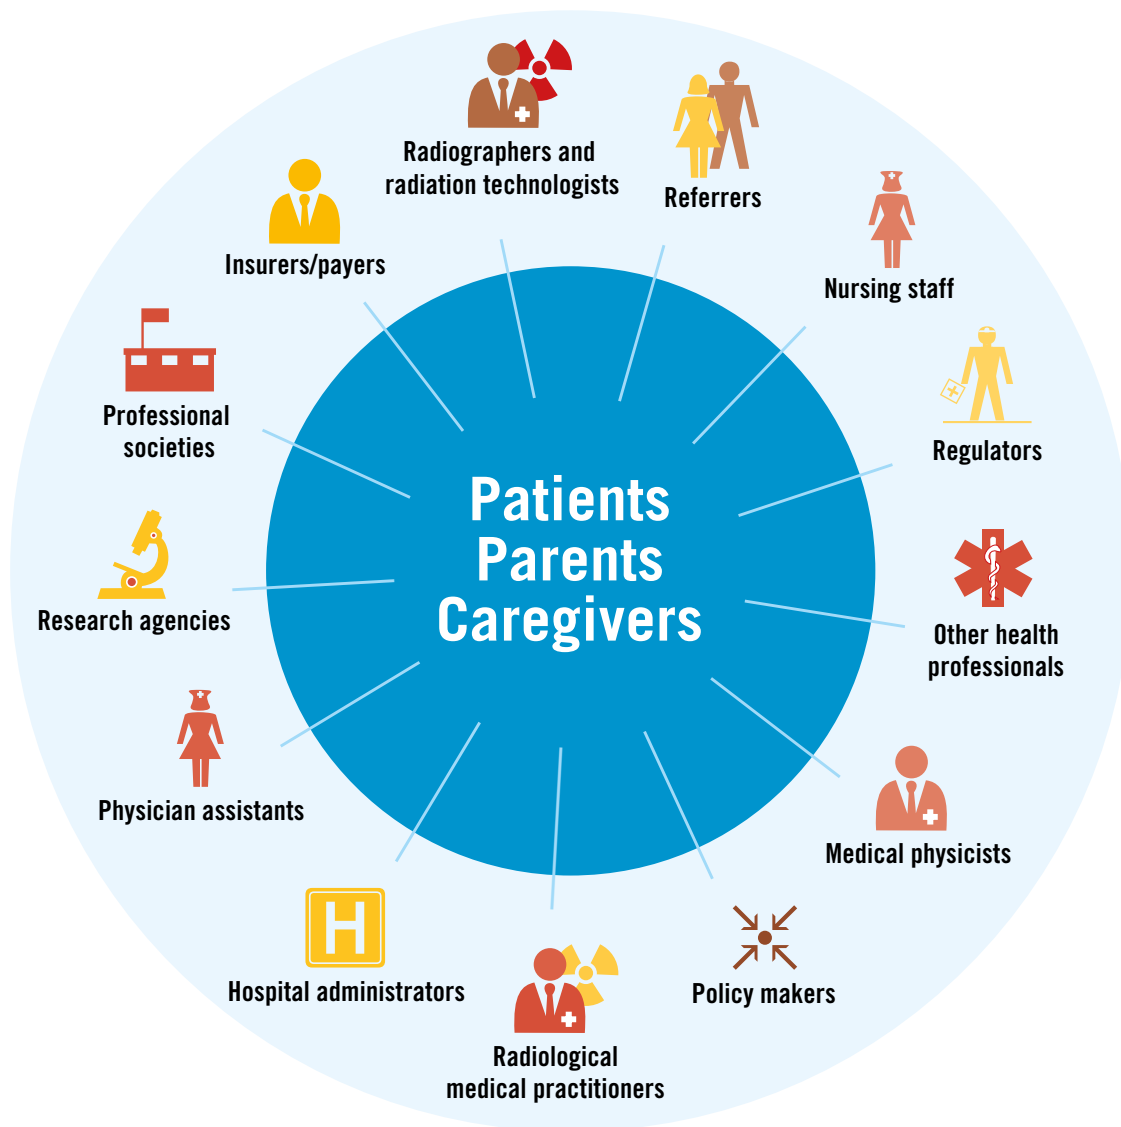 Radiographers and
radiation technologists
Referrers
Nursing staff
Regulators
Other health
professionals
Medical physicists
Policy makers
Radiological
medical practitioners
Hospital administrators
Physician assistants
Research agencies
Professional
societies
Insurers/payers
Patients
Parents
Caregivers
H